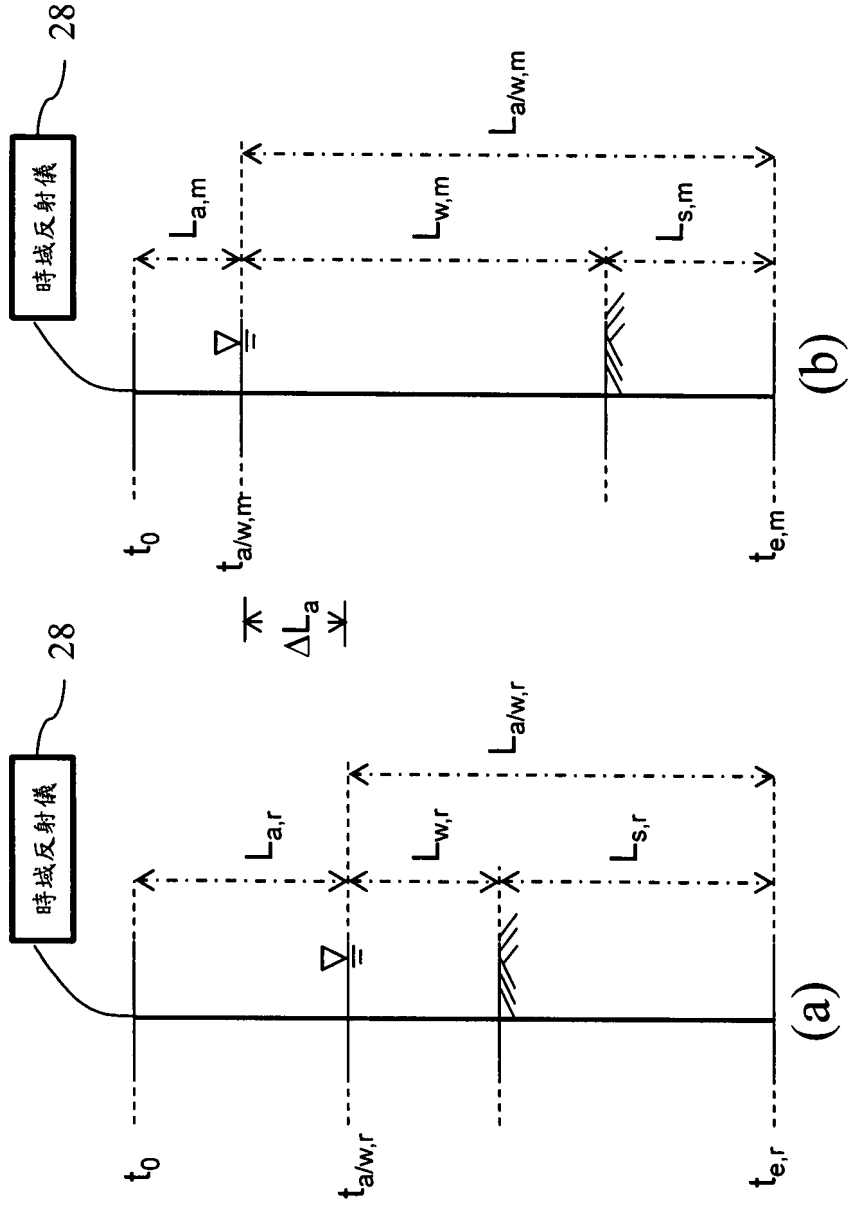 時域反射儀
28
t0
ta/w,r
te,r
La,r
Lw,r
Ls,r
La/w,r
(a)
ΔLa
時域反射儀
28
t0
ta/w,m
te,m
La,m
Lw,m
Ls,m
La/w,m
(b)